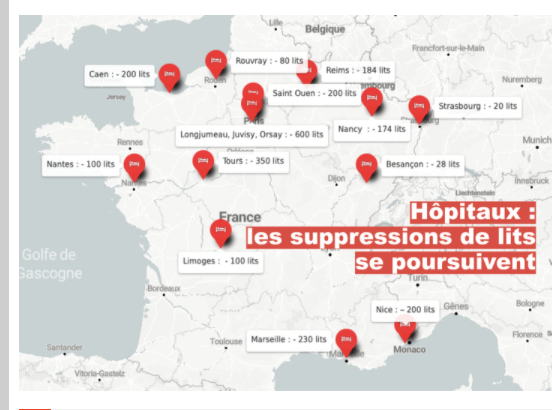 Lille
Belgique
Francfort-sur-le-Main
Rouvray : - 80 lits
Caen : - 200 lits
Reims : - 184 lits
Nuremberg
Jersey
Saint Ouen : - 200 lits
Strasbourg : - 20 lits
Longjumeau, Juvisy, Orsay : - 600 lits
Nancy : - 174 lits
Rennes
Munich
Nantes : - 100 lits
Tours : - 350 lits
Besançon : - 28 lits
Dijon
Innsbruck
Liechtenstein
France
Hôpitaux :
les suppressions de lits
se poursuivent
Golfe de
Gascogne
Limoges : - 100 lits
Turin
Bordeaux
Nice : – 200 lits
Gênes
Bologne
Santander
Toulouse
Marseille : - 230 lits
Monaco
Florence
Vitoria-Gasteiz